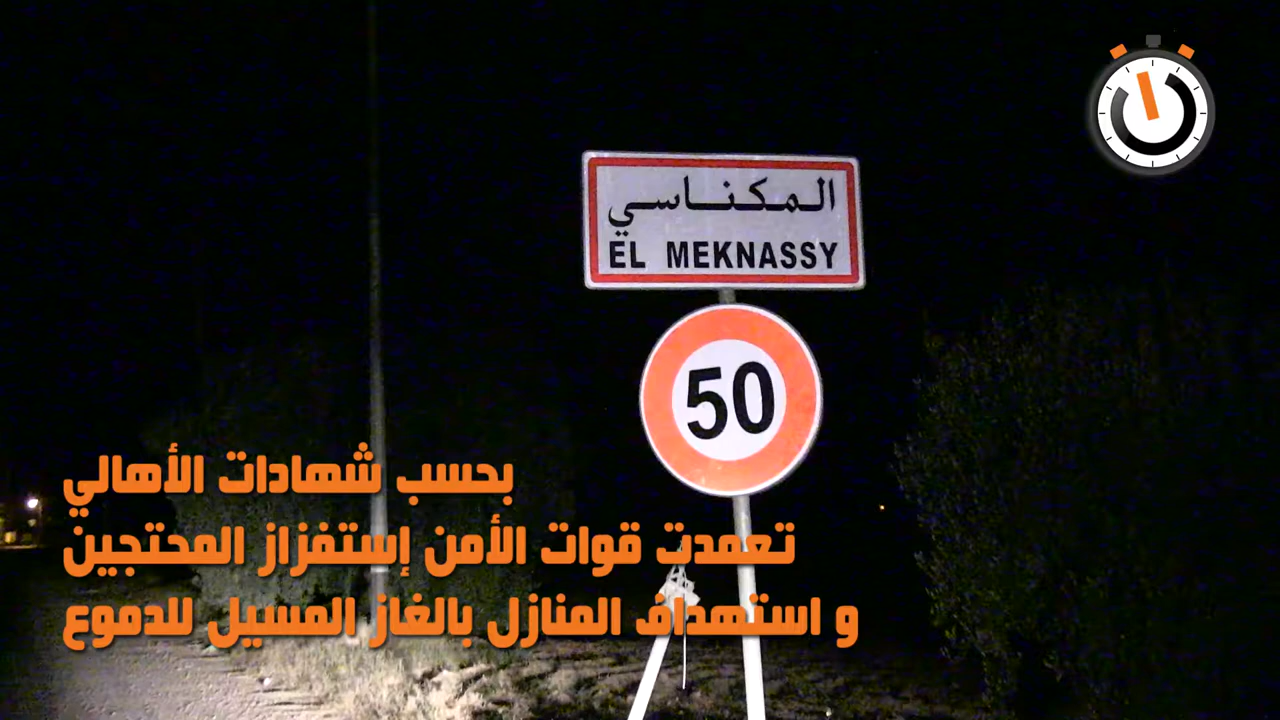 المكناسي
EL MEKNASSY
50
بحسب شهادات الأهالي
تعمدت قوات الأمن إستفزاز المحتجين
و استهداف المنازل بالغاز المسيل للدموع